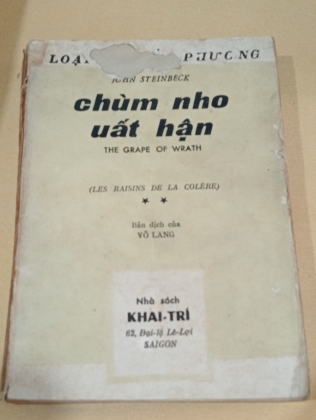 LOẠI
PHƯƠNG
JOHN STEINBECK
chùm nho
uất hận
THE GRAPE OF WRATH
(LES RAISINS DE LA COLÈRE)
★ ★
Bản dịch của
VÕ LANG
Nhà sách
KHAI-TRÍ
62, Đại-lộ Lê-Lợi
SAIGON